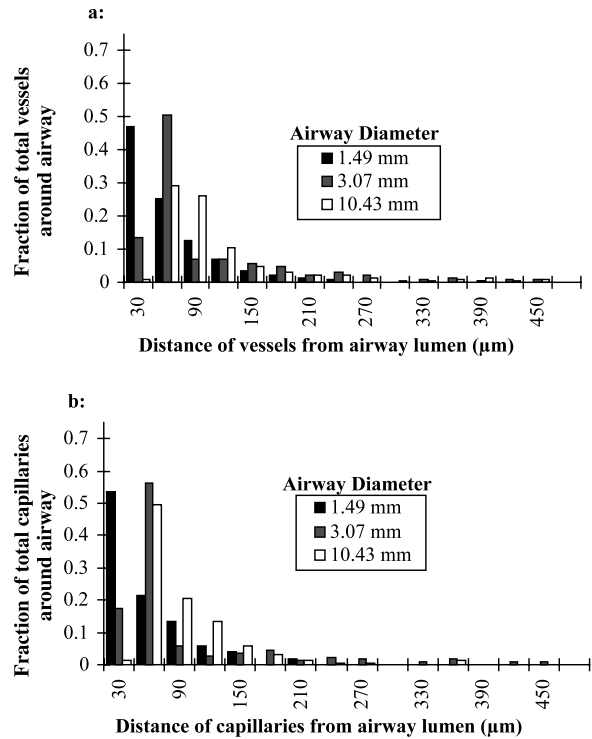 a:
Fraction of total vessels
around airway
0.7
0.6
0.5
0.4
0.3
0.2
0.1
0
Airway Diameter
1.49 mm
3.07 mm
10.43 mm
30 90 150 210 270 330 390 450
Distance of vessels from airway lumen (µm)
b:
Fraction of total capillaries
around airway
0.7
0.6
0.5
0.4
0.3
0.2
0.1
0
Airway Diameter
1.49 mm
3.07 mm
10.43 mm
30 90 150 210 270 330 390 450
Distance of capillaries from airway lumen (µm)